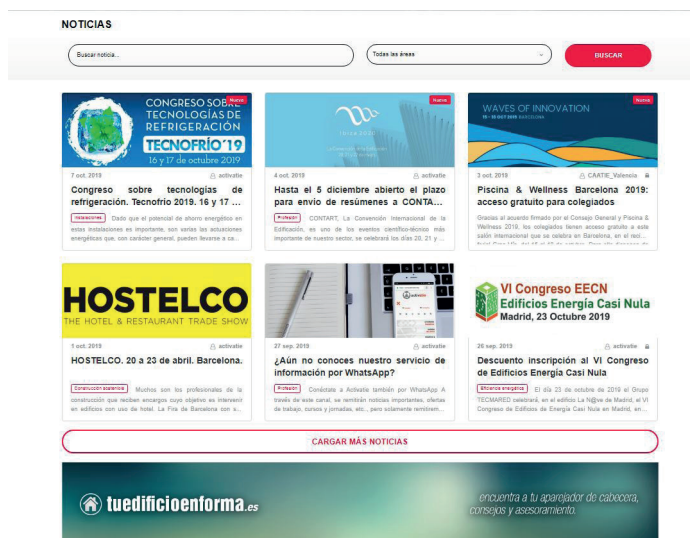 NOTICIAS
Buscar noticia...
Todas las áreas
BUSCAR
CONGRESO SOBRE
TECNOLOGÍAS DE
REFRIGERACIÓN
TECNOFRÍO'19
16 y 17 de octubre 2019
Nuevo
7 oct. 2019 activatie
Congreso sobre tecnologías de
refrigeración. Tecnofrío 2019. 16 y 17 ...
Instalaciones Dado que el potencial de ahorro energético en
estas instalaciones es importante, son varias las actuaciones
energéticas que, con carácter general, pueden llevarse a ca...
Nuevo
4 oct. 2019 activatie
Hasta el 5 diciembre abierto el plazo
para envío de resúmenes a CONTA...
Profesión CONTART, La Convención Internacional de la
Edificación, es uno de los eventos científico-técnico más
importante de nuestro sector, se celebrará los días 20, 21 y ...
WAVES OF INNOVATION
15 - 18 OCT 2019 BARCELONA
Nuevo
3 oct. 2019 CAATIE_Valencia
Piscina & Wellness Barcelona 2019:
acceso gratuito para colegiados
Gracias al acuerdo firmado por el Consejo General y Piscina &
Wellness 2019, los colegiados tienen acceso gratuito a este
salón internacional que se celebra en Barcelona, en el reci...
HOSTELCO
THE HOTEL & RESTAURANT TRADE SHOW
1 oct. 2019 activatie
HOSTELCO. 20 a 23 de abril. Barcelona.
Construcción sostenible Muchos son los profesionales de la
construcción que reciben encargos cuyo objetivo es intervenir
en edificios con uso de hotel. La Fira de Barcelona con s...
27 sep. 2019 activatie
¿Aún no conoces nuestro servicio de
información por WhatsApp?
Profesión Conéctate a Activatie también por WhatsApp A
través de este canal, se remitirán noticias importantes, ofertas
de trabajo, cursos y jornadas, etc., pero solamente remitirem...
VI Congreso EECN
Edificios Energía Casi Nula
Madrid, 23 Octubre 2019
26 sep. 2019 activatie
Descuento inscripción al VI Congreso
de Edificios Energía Casi Nula
Eficiencia energética El día 23 de octubre de 2019 el Grupo
TECMARED celebrará, en el edificio La N@ve de Madrid, el VI
Congreso de Edificios de Energía Casi Nula en Madrid, en...
CARGAR MÁS NOTICIAS
tuedificioenforma.es
encuentra a tu aparejador de cabecera,
consejos y asesoramiento.